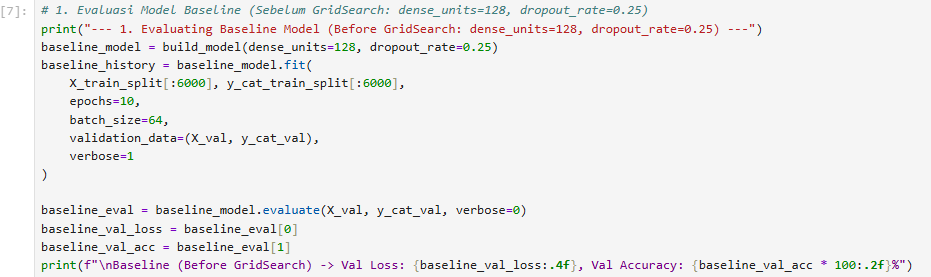 [7]: # 1. Evaluasi Model Baseline (Sebelum GridSearch: dense_units=128, dropout_rate=0.25)
print("--- 1. Evaluating Baseline Model (Before GridSearch: dense_units=128, dropout_rate=0.25) ---")
baseline_model = build_model(dense_units=128, dropout_rate=0.25)
baseline_history = baseline_model.fit(
    X_train_split[:6000], y_cat_train_split[:6000],
    epochs=10,
    batch_size=64,
    validation_data=(X_val, y_cat_val),
    verbose=1
)

baseline_eval = baseline_model.evaluate(X_val, y_cat_val, verbose=0)
baseline_val_loss = baseline_eval[0]
baseline_val_acc = baseline_eval[1]
print(f"\nBaseline (Before GridSearch) -> Val Loss: {baseline_val_loss:.4f}, Val Accuracy: {baseline_val_acc * 100:.2f}%")